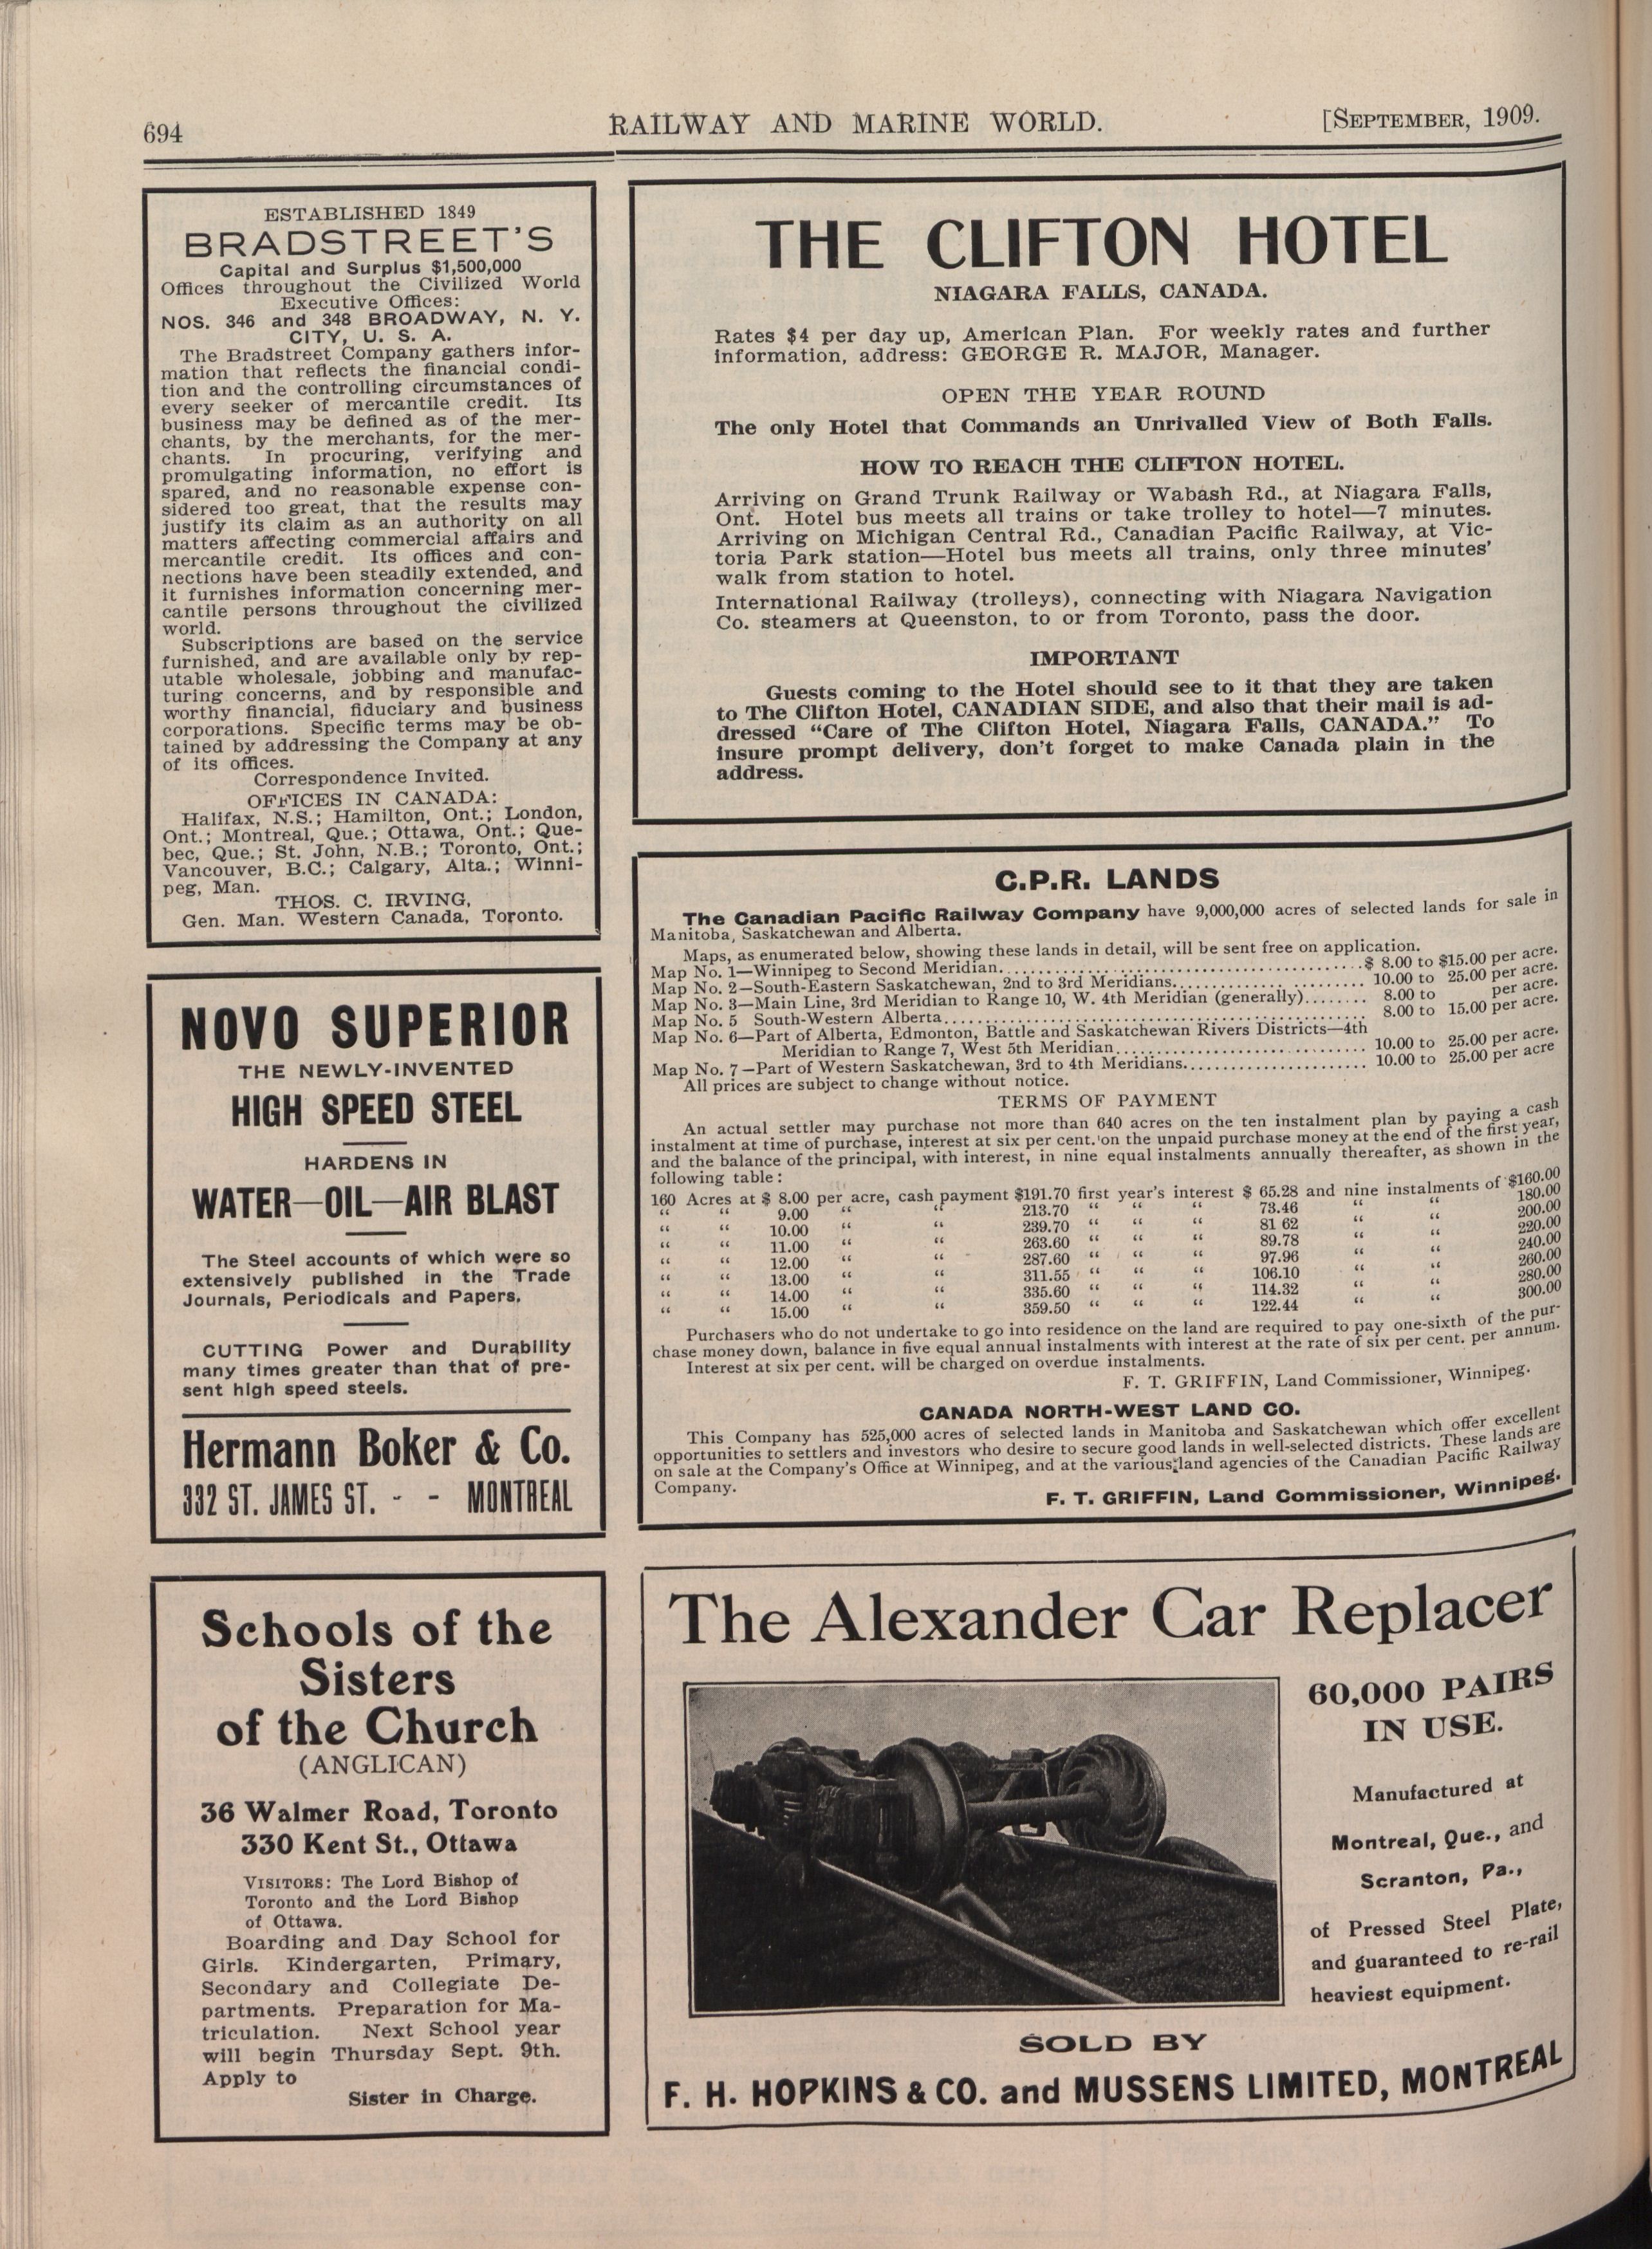 694
RAILWAY AND MARINE WORLD.
[SEPTEMBER, 1909.
ESTABLISHED 1849
BRADSTREET'S
Capital and Surplus $1,500,000
Offices throughout the Civilized World
Executive Offices:
NOS. 346 and 348 BROADWAY, N. Y.
CITY, U. S. A.
The Bradstreet Company gathers infor-
mation that reflects the financial condi-
tion and the controlling circumstances of
every seeker of mercantile credit. Its
business may be defined as of the mer-
chants, by the merchants, for the mer-
chants. In procuring, verifying and
promulgating information, no effort is
spared, and no reasonable expense con-
sidered too great, that the results may
justify its claim as an authority on all
matters affecting commercial affairs and
mercantile credit. Its offices and con-
nections have been steadily extended, and
it furnishes information concerning mer-
cantile persons throughout the civilized
world.
Subscriptions are based on the service
furnished, and are available only by rep-
utable wholesale, jobbing and manufac-
turing concerns, and by responsible and
worthy financial, fiduciary and business
corporations. Specific terms may be ob-
tained by addressing the Company at any
of its offices.
Correspondence Invited.
OFFICES IN CANADA:
Halifax, N.S.; Hamilton, Ont.; London,
Ont.; Montreal, Que.; Ottawa, Ont.; Que-
bec, Que.; St. John, N.B.; Toronto, Ont.;
Vancouver, B.C.; Calgary, Alta.; Winni-
peg, Man.
THOS. C. IRVING,
Gen. Man. Western Canada, Toronto.
NOVO SUPERIOR
THE NEWLY-INVENTED
HIGH SPEED STEEL
HARDENS IN
WATER—OIL—AIR BLAST
The Steel accounts of which were so
extensively published in the Trade
Journals, Periodicals and Papers.
CUTTING Power and Durability
many times greater than that of pre-
sent high speed steels.
Hermann Boker & Co.
332 ST. JAMES ST. - - MONTREAL
Schools of the
Sisters
of the Church
(ANGLICAN)
36 Walmer Road, Toronto
330 Kent St., Ottawa
VISITORS: The Lord Bishop of
Toronto and the Lord Bishop
of Ottawa.
Boarding and Day School for
Girls. Kindergarten, Primary,
Secondary and Collegiate De-
partments. Preparation for Ma-
triculation. Next School year
will begin Thursday Sept. 9th.
Apply to
Sister in Charge.
THE CLIFTON HOTEL
NIAGARA FALLS, CANADA.
Rates $4 per day up, American Plan. For weekly rates and further
information, address: GEORGE R. MAJOR, Manager.
OPEN THE YEAR ROUND
The only Hotel that Commands an Unrivalled View of Both Falls.
HOW TO REACH THE CLIFTON HOTEL.
Arriving on Grand Trunk Railway or Wabash Rd., at Niagara Falls,
Ont. Hotel bus meets all trains or take trolley to hotel—7 minutes.
Arriving on Michigan Central Rd., Canadian Pacific Railway, at Vic-
toria Park station—Hotel bus meets all trains, only three minutes'
walk from station to hotel.
International Railway (trolleys), connecting with Niagara Navigation
Co. steamers at Queenston, to or from Toronto, pass the door.
IMPORTANT
Guests coming to the Hotel should see to it that they are taken
to The Clifton Hotel, CANADIAN SIDE, and also that their mail is ad-
dressed "Care of The Clifton Hotel, Niagara Falls, CANADA." To
insure prompt delivery, don't forget to make Canada plain in the
address.
C.P.R. LANDS
The Canadian Pacific Railway Company have 9,000,000 acres of selected lands for sale in
Manitoba, Saskatchewan and Alberta.
Maps, as enumerated below, showing these lands in detail, will be sent free on application.
Map No. 1—Winnipeg to Second Meridian........ $ 8.00 to $15.00 per acre.
Map No. 2—South-Eastern Saskatchewan, 2nd to 3rd Meridians........ 10.00 to 25.00 per acre.
Map No. 3—Main Line, 3rd Meridian to Range 10, W. 4th Meridian (generally)........ 8.00 to per acre.
Map No. 5 South-Western Alberta........ 8.00 to 15.00 per acre.
Map No. 6—Part of Alberta, Edmonton, Battle and Saskatchewan Rivers Districts—4th
Meridian to Range 7, West 5th Meridian........ 10.00 to 25.00 per acre.
Map No. 7—Part of Western Saskatchewan, 3rd to 4th Meridians........ 10.00 to 25.00 per acre
All prices are subject to change without notice.
TERMS OF PAYMENT
An actual settler may purchase not more than 640 acres on the ten instalment plan by paying a cash
instalment at time of purchase, interest at six per cent. on the unpaid purchase money at the end of the first year,
and the balance of the principal, with interest, in nine equal instalments annually thereafter, as shown in the
following table:
160 Acres at $ 8.00 per acre, cash payment $191.70 first year's interest $ 65.28 and nine instalments of $160.00
" " 9.00 " " 213.70 " " " 73.46 " " 180.00
" " 10.00 " " 239.70 " " " 81 62 " " 200.00
" " 11.00 " " 263.60 " " " 89.78 " " 220.00
" " 12.00 " " 287.60 " " " 97.96 " " 240.00
" " 13.00 " " 311.55 " " " 106.10 " " 260.00
" " 14.00 " " 335.60 " " " 114.32 " " 280.00
" " 15.00 " " 359.50 " " " 122.44 " " 300.00
Purchasers who do not undertake to go into residence on the land are required to pay one-sixth of the pur-
chase money down, balance in five equal annual instalments with interest at the rate of six per cent. per annum.
Interest at six per cent. will be charged on overdue instalments.
F. T. GRIFFIN, Land Commissioner, Winnipeg.
CANADA NORTH-WEST LAND CO.
This Company has 525,000 acres of selected lands in Manitoba and Saskatchewan which offer excellent
opportunities to settlers and investors who desire to secure good lands in well-selected districts. These lands are
on sale at the Company's Office at Winnipeg, and at the various land agencies of the Canadian Pacific Railway
Company.
F. T. GRIFFIN, Land Commissioner, Winnipeg.
The Alexander Car Replacer
60,000 PAIRS
IN USE.
Manufactured at
Montreal, Que., and
Scranton, Pa.,
of Pressed Steel Plate,
and guaranteed to re-rail
heaviest equipment.
SOLD BY
F. H. HOPKINS & CO. and MUSSENS LIMITED, MONTREAL